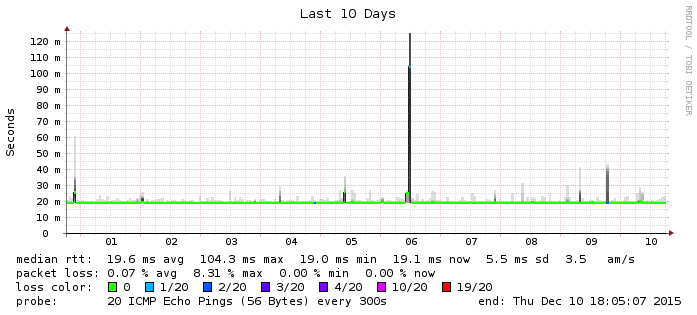 Last 10 Days
RRDTOOL / TOBI OETIKER
Seconds
120 m
110 m
100 m
90 m
80 m
70 m
60 m
50 m
40 m
30 m
20 m
10 m
0
01 02 03 04 05 06 07 08 09 10
median rtt: 19.6 ms avg 104.3 ms max 19.0 ms min 19.1 ms now 5.5 ms sd 3.5 am/s
packet loss: 0.07 % avg 8.31 % max 0.00 % min 0.00 % now
loss color: 0 1/20 2/20 3/20 4/20 10/20 19/20
probe: 20 ICMP Echo Pings (56 Bytes) every 300s end: Thu Dec 10 18:05:07 2015